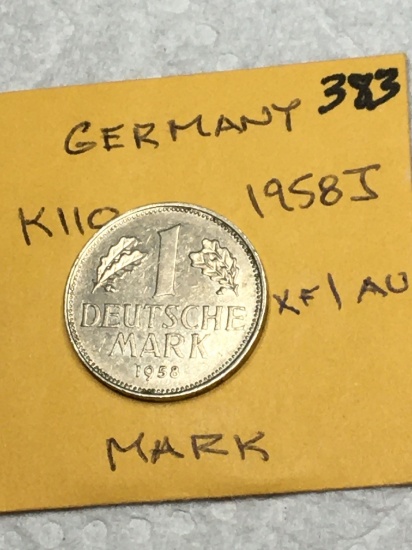 383
GERMANY
K110
1958J
1
DEUTSCHE
MARK
1958
XF/AU
MARK